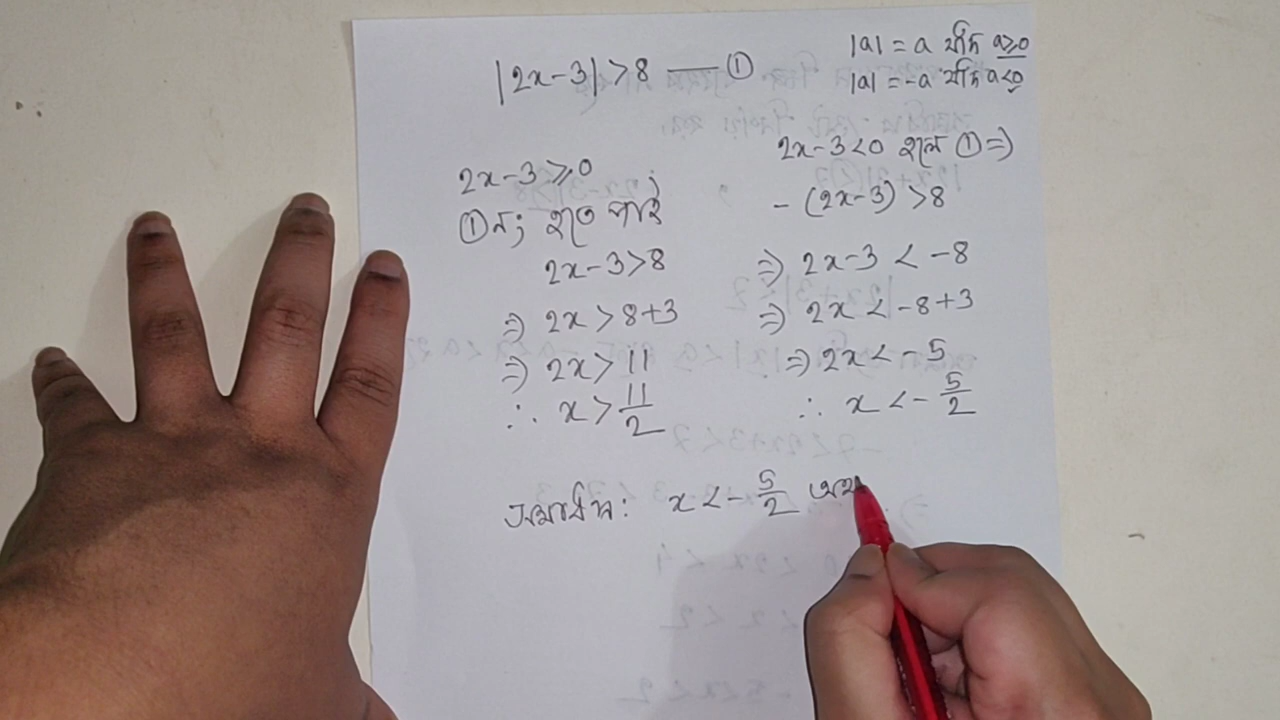 |2x-3| > 8 —— ①
|a| = a যদি a≥0
|a| = -a যদি a<0
2x-3 ≥ 0
①নং হতে পাই
2x-3 > 8
⇒ 2x > 8+3
⇒ 2x > 11
∴ x > 11/2
2x-3<0 হলে ① ⇒
-(2x-3) > 8
⇒ 2x-3 < -8
⇒ 2x < -8+3
⇒ 2x < -5
∴ x < -5/2
সমাধান: x < -5/2 অথ